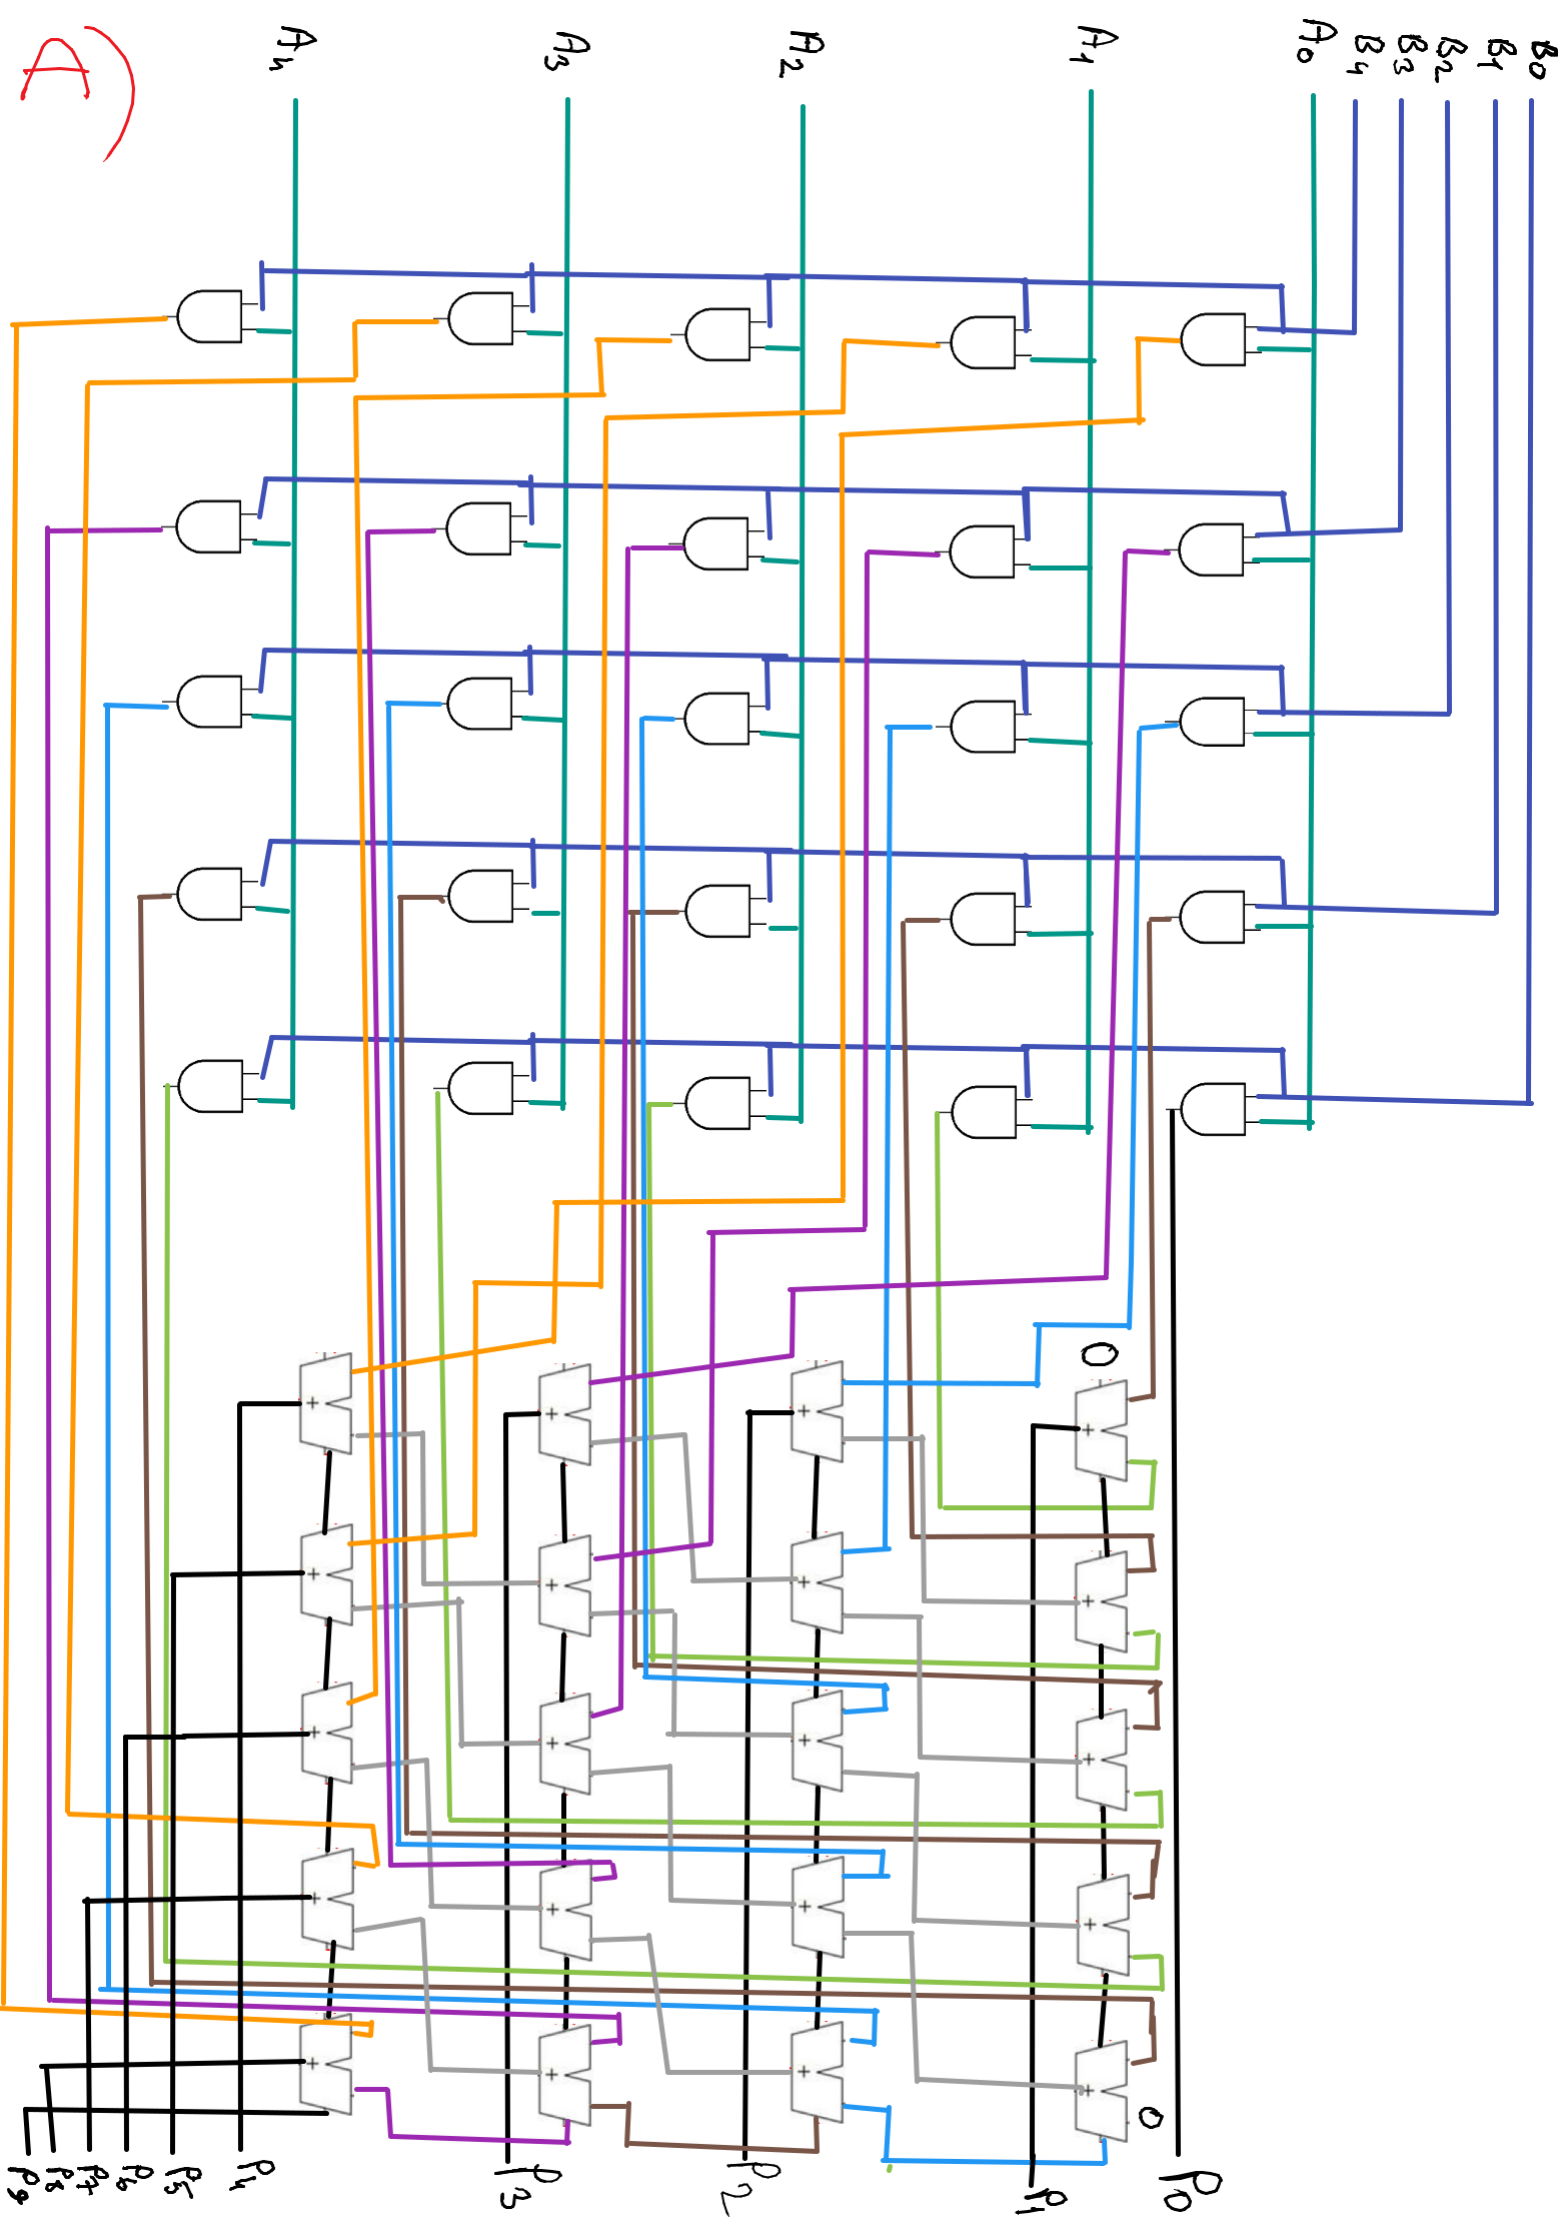 A)
B0
B1
B2
B3
B4
A0
A1
A2
A3
A4
0
+ + + + +
+ + + + +
+ + + + +
+ + + + +
0
P0
P1
P2
P3
P4
P5
P6
P7
P8
P9